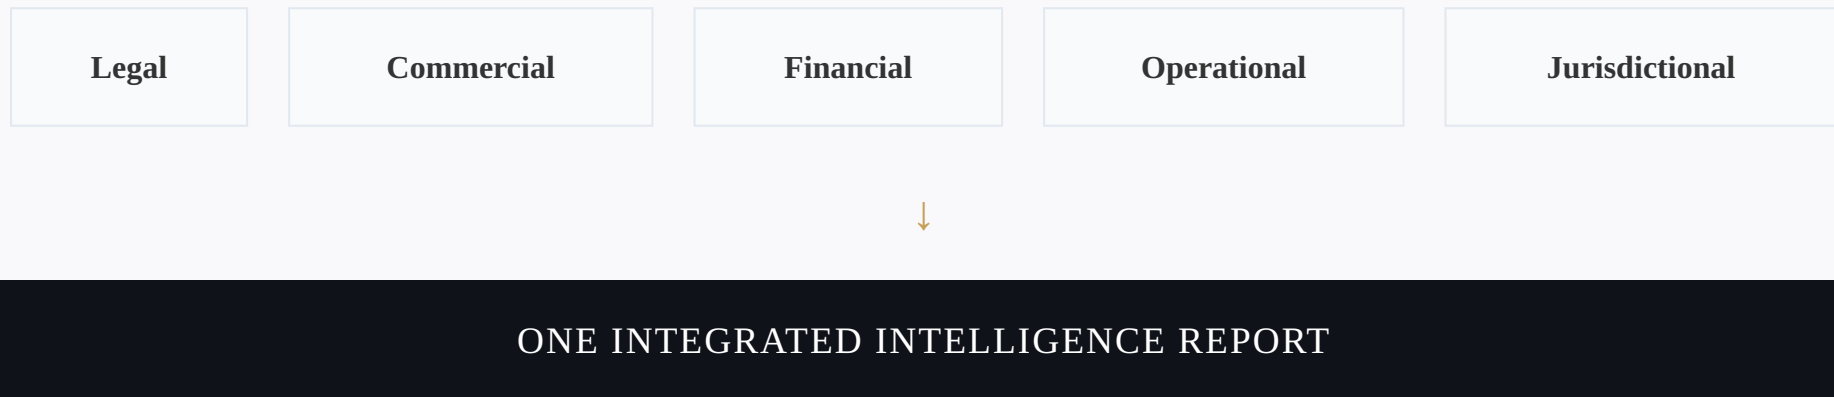 Legal Commercial Financial Operational Jurisdictional
↓
ONE INTEGRATED INTELLIGENCE REPORT